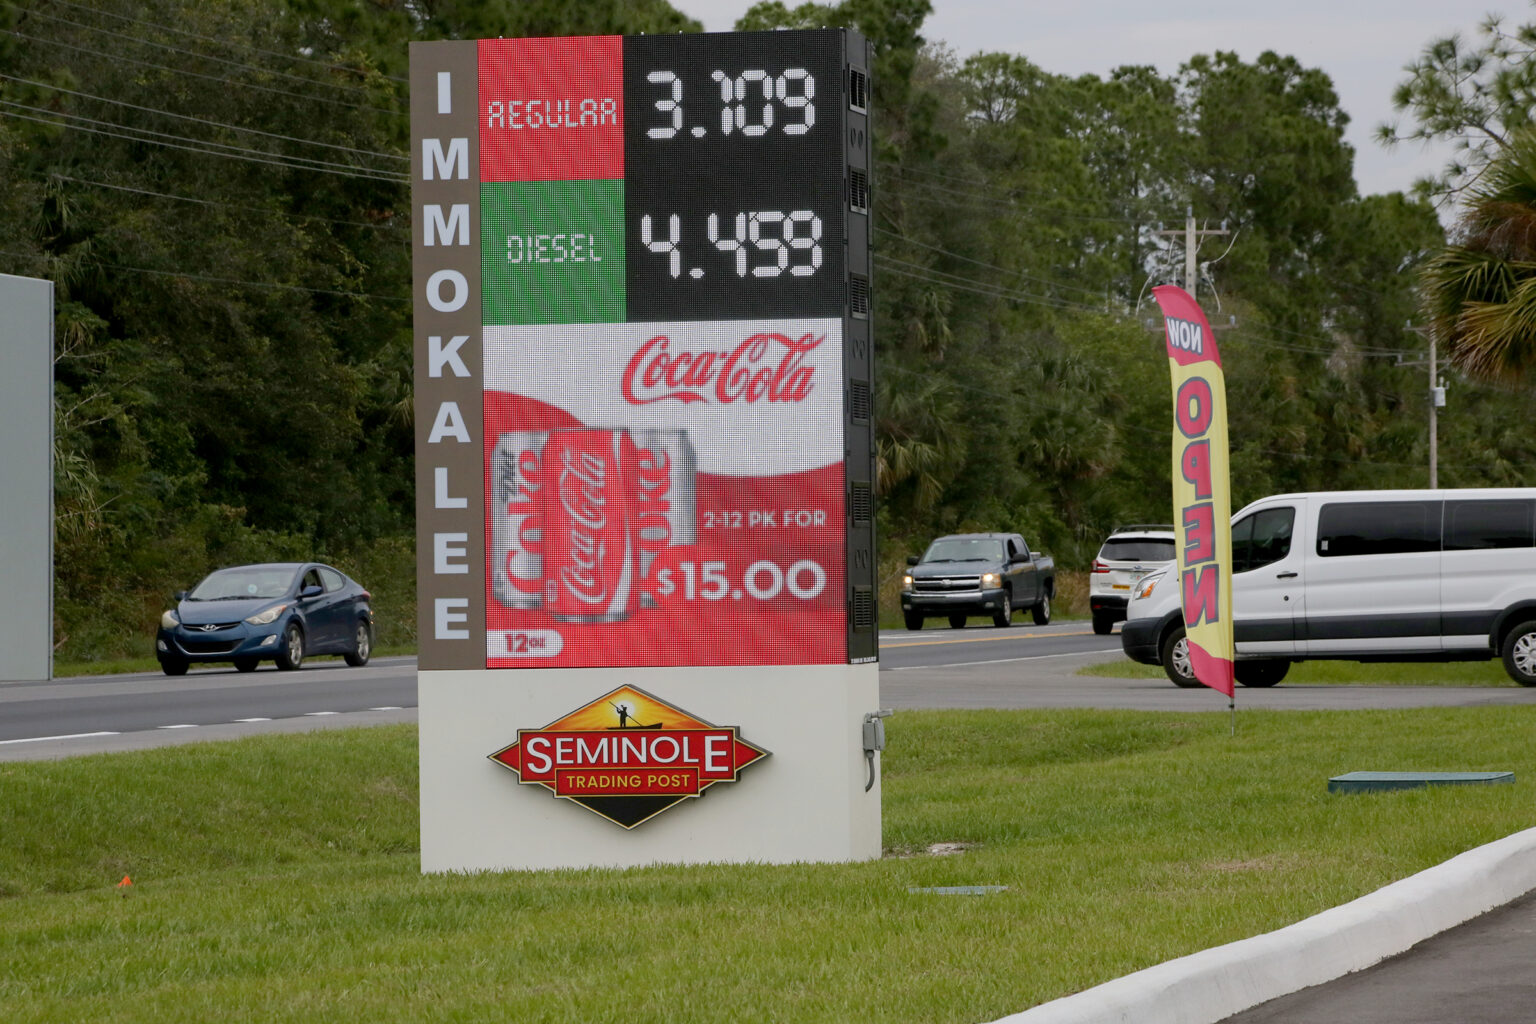 IMMOKALEE
REGULAR 3.109
DIESEL 4.459
Coca-Cola
Diet
Coke
Coca-Cola
Coke
2-12 PK FOR
$15.00
12oz
SEMINOLE
TRADING POST
NOW
OPEN